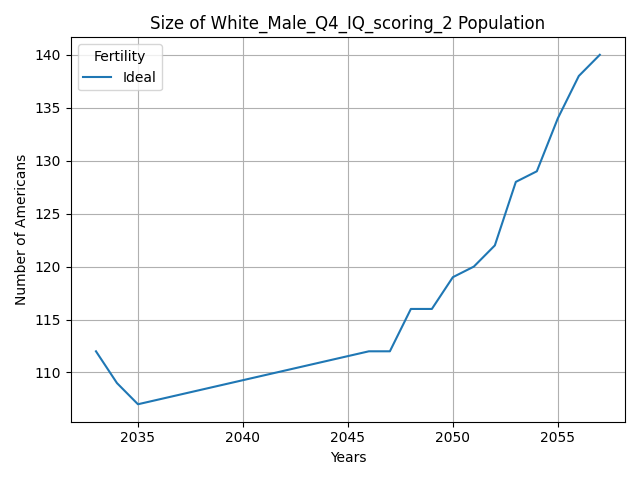 Size of White_Male_Q4_IQ_scoring_2 Population
Fertility
Ideal
Number of Americans
140
135
130
125
120
115
110
2035 2040 2045 2050 2055
Years